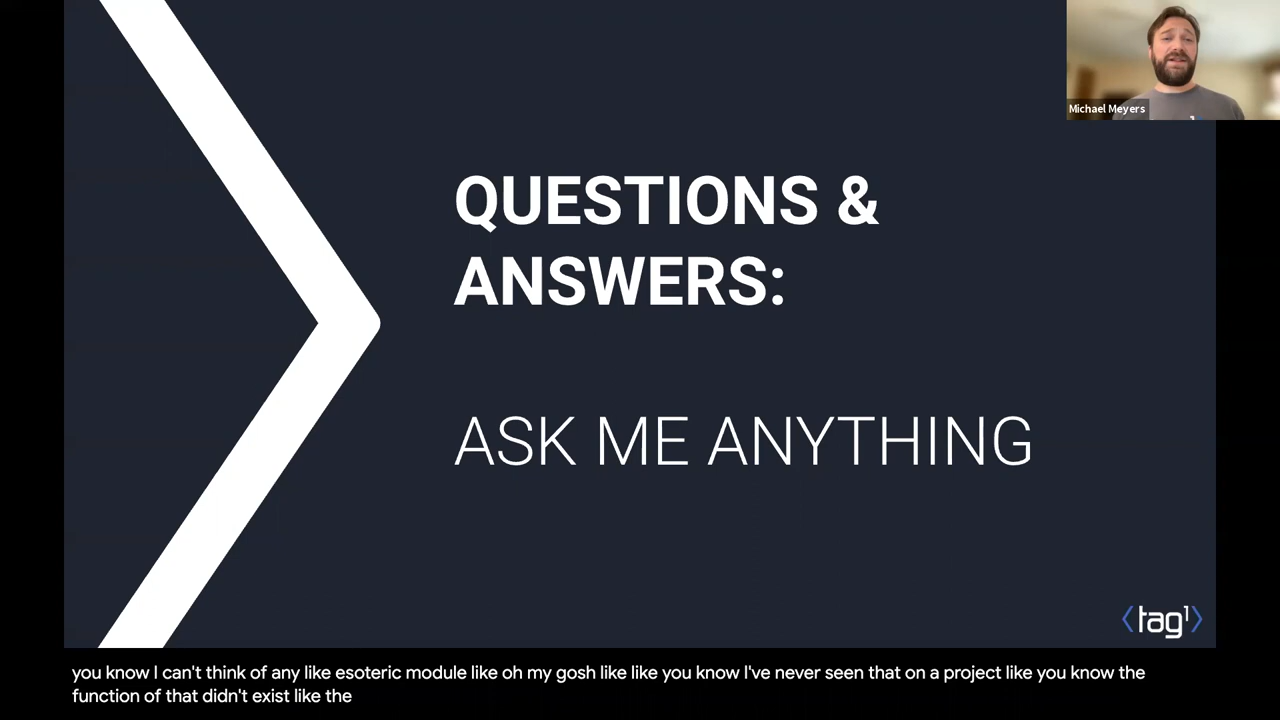 Michael Meyers
QUESTIONS &
ANSWERS:
ASK ME ANYTHING
tag1
you know I can't think of any like esoteric module like oh my gosh like like you know I've never seen that on a project like you know the
function of that didn't exist like the